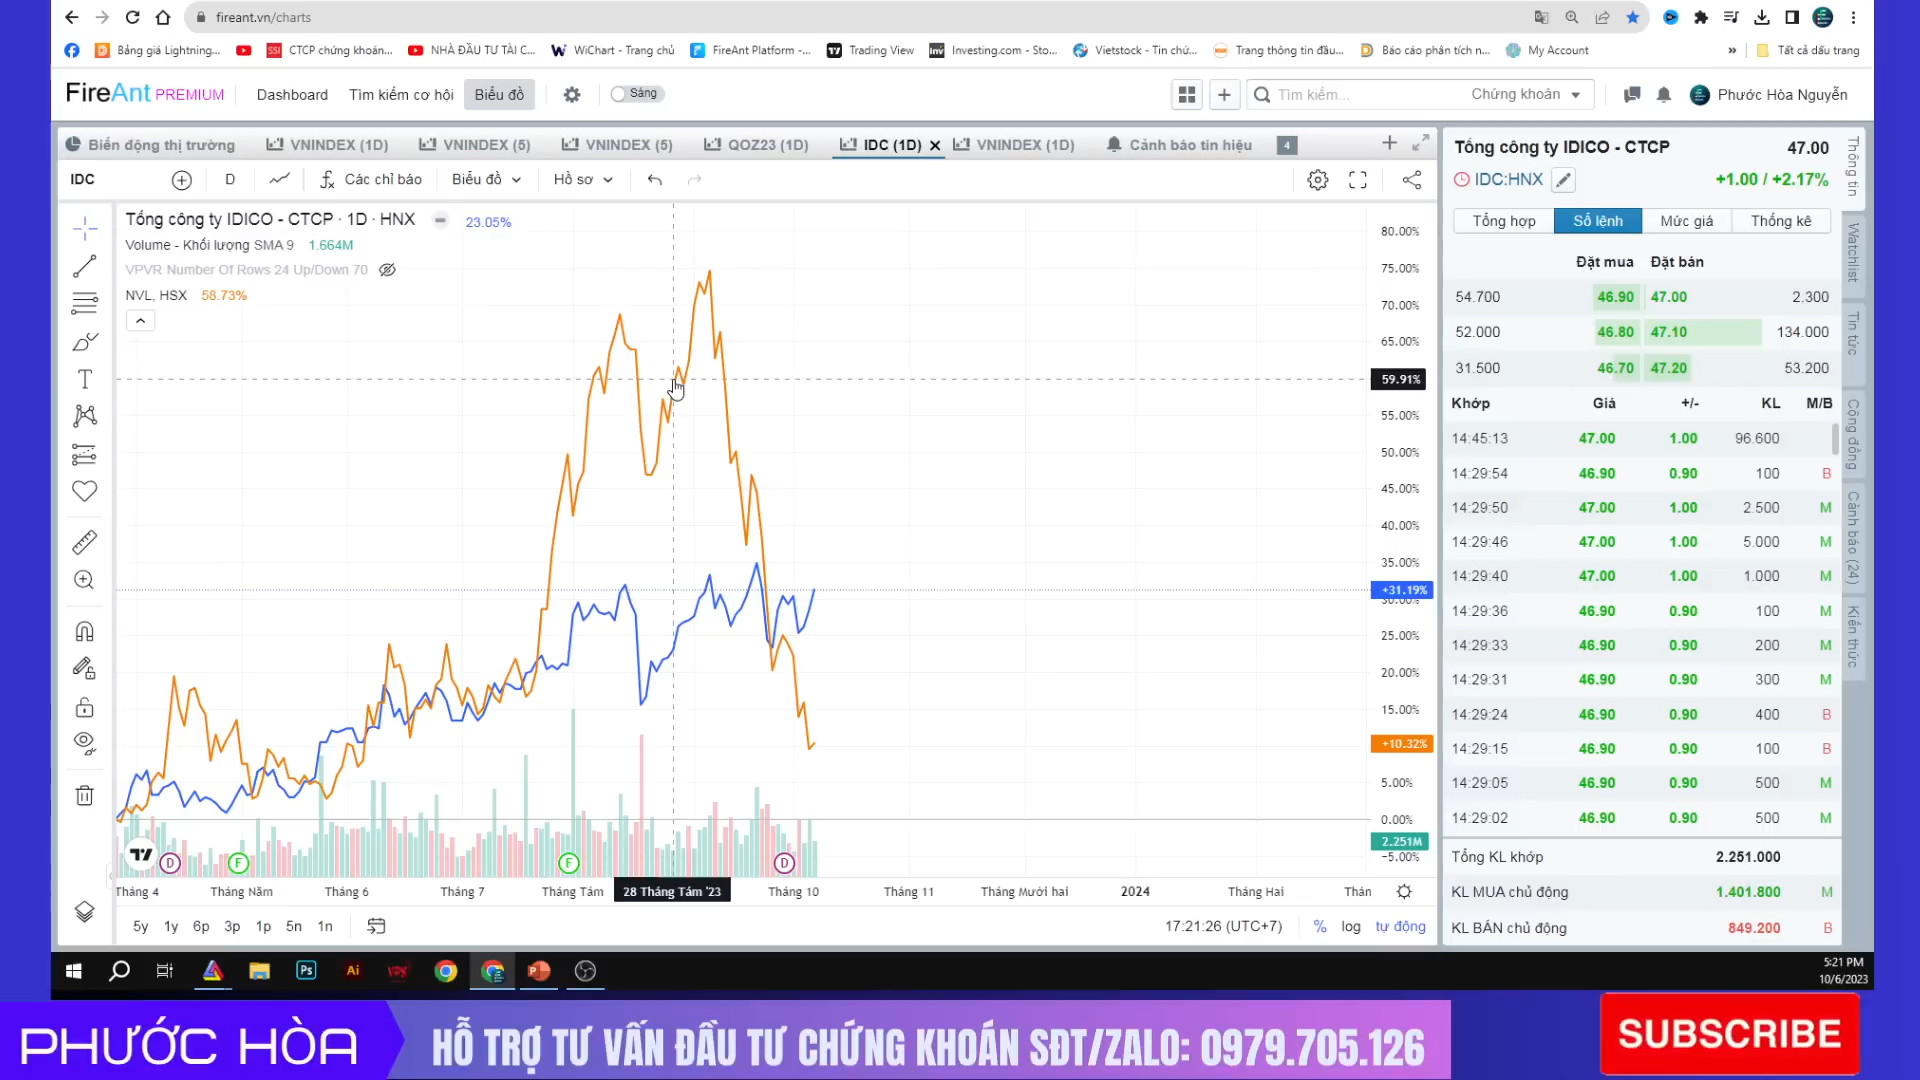 fireant.vn/charts
Bảng giá Lightning...
SSI CTCP chứng khoán...
NHÀ ĐẦU TƯ TÀI C...
WiChart - Trang chủ
FireAnt Platform -...
Trading View
Inv Investing.com - Sto...
Vietstock - Tin chứ...
Trang thông tin đầu...
Báo cáo phân tích n...
My Account
»
Tất cả dấu trang
FireAnt PREMIUM Dashboard Tìm kiếm cơ hội Biểu đồ Sáng Tìm kiếm... Chứng khoán Phước Hòa Nguyễn
Biến động thị trường VNINDEX (1D) VNINDEX (5) VNINDEX (5) QOZ23 (1D) IDC (1D) VNINDEX (1D) Cảnh báo tín hiệu 4
IDC D Các chỉ báo Biểu đồ Hồ sơ
Tổng công ty IDICO - CTCP · 1D · HNX 23.05%
Volume - Khối lượng SMA 9 1.664M
VPVR Number Of Rows 24 Up/Down 70
NVL, HSX 58.73%
80.00%
75.00%
70.00%
65.00%
59.91%
55.00%
50.00%
45.00%
40.00%
35.00%
+31.19%
30.00%
25.00%
20.00%
15.00%
+10.32%
5.00%
0.00%
2.251M
−5.00%
D F F D
Tháng 4 Tháng Năm Tháng 6 Tháng 7 Tháng Tám 28 Tháng Tám '23 Tháng 10 Tháng 11 Tháng Mười hai 2024 Tháng Hai Thán
5y 1y 6p 3p 1p 5n 1n 17:21:26 (UTC+7) % log tự động
Tổng công ty IDICO - CTCP 47.00
IDC:HNX +1.00 / +2.17%
Tổng hợp Sổ lệnh Mức giá Thống kê
Đặt mua Đặt bán
54.700 46.90 47.00 2.300
52.000 46.80 47.10 134.000
31.500 46.70 47.20 53.200
Khớp Giá +/- KL M/B
14:45:13 47.00 1.00 96.600
14:29:54 46.90 0.90 100 B
14:29:50 47.00 1.00 2.500 M
14:29:46 47.00 1.00 5.000 M
14:29:40 47.00 1.00 1.000 M
14:29:36 46.90 0.90 100 M
14:29:33 46.90 0.90 200 M
14:29:31 46.90 0.90 300 M
14:29:24 46.90 0.90 400 B
14:29:15 46.90 0.90 100 B
14:29:05 46.90 0.90 500 M
14:29:02 46.90 0.90 500 M
Tổng KL khớp 2.251.000
KL MUA chủ động 1.401.800 M
KL BÁN chủ động 849.200 B
Thông tin
Watchlist
Tin tức
Cộng đồng
Cảnh báo (24)
Kiến thức
Ps Ai
5:21 PM
10/6/2023
PHƯỚC HÒA
HỖ TRỢ TƯ VẤN ĐẦU TƯ CHỨNG KHOÁN SĐT/ZALO: 0979.705.126
SUBSCRIBE